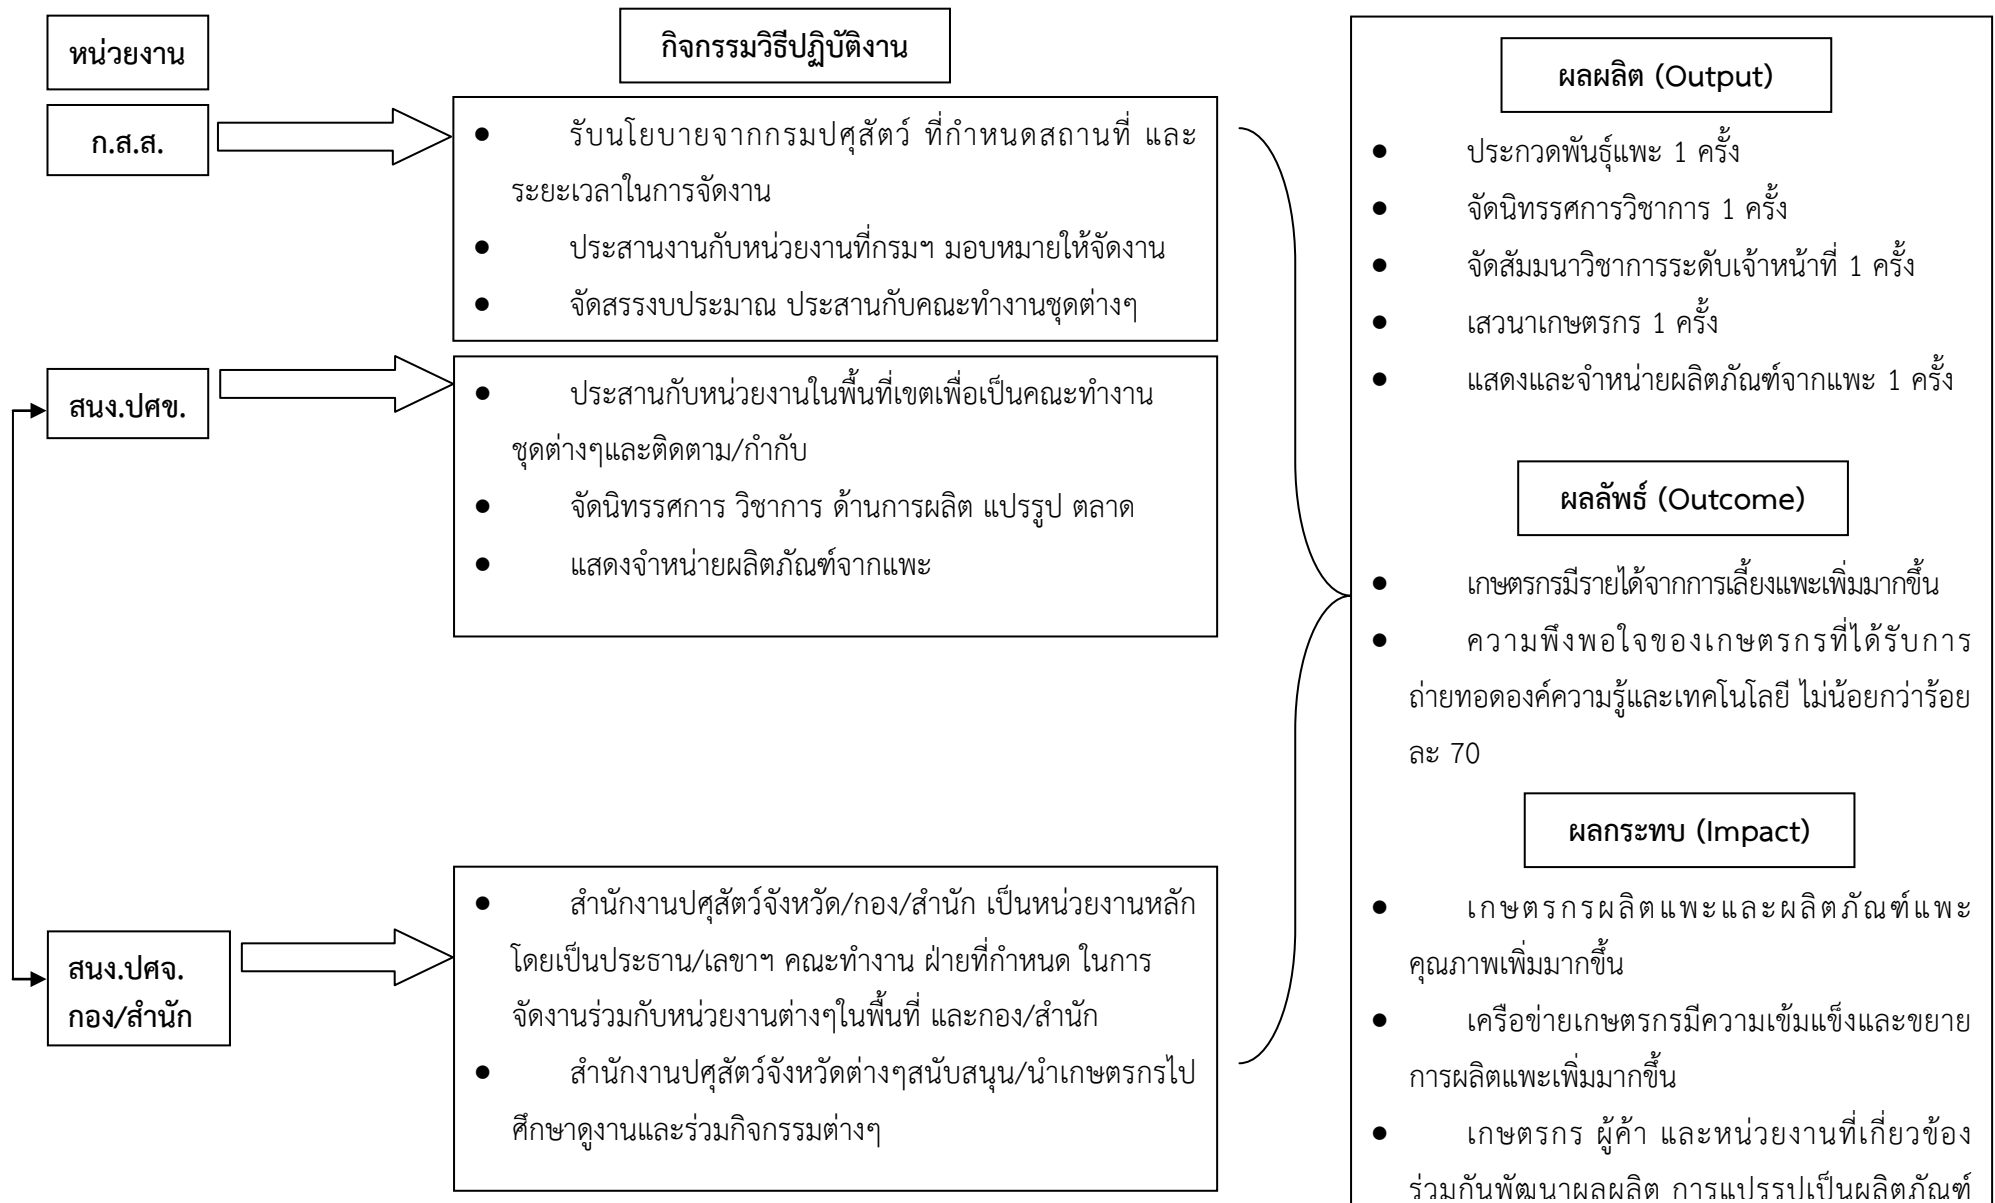 หน่วยงาน
กิจกรรมวิธีปฏิบัติงาน
ก.ส.ส.
● รับนโยบายจากกรมปศุสัตว์ ที่กำหนดสถานที่ และ
ระยะเวลาในการจัดงาน
● ประสานงานกับหน่วยงานที่กรมฯ มอบหมายให้จัดงาน
● จัดสรรงบประมาณ ประสานกับคณะทำงานชุดต่างๆ
สนง.ปศข.
● ประสานกับหน่วยงานในพื้นที่เขตเพื่อเป็นคณะทำงาน
ชุดต่างๆและติดตาม/กำกับ
● จัดนิทรรศการ วิชาการ ด้านการผลิต แปรรูป ตลาด
● แสดงจำหน่ายผลิตภัณฑ์จากแพะ
สนง.ปศจ.
กอง/สำนัก
● สำนักงานปศุสัตว์จังหวัด/กอง/สำนัก เป็นหน่วยงานหลัก
โดยเป็นประธาน/เลขาฯ คณะทำงาน ฝ่ายที่กำหนด ในการ
จัดงานร่วมกับหน่วยงานต่างๆในพื้นที่ และกอง/สำนัก
● สำนักงานปศุสัตว์จังหวัดต่างๆสนับสนุน/นำเกษตรกรไป
ศึกษาดูงานและร่วมกิจกรรมต่างๆ
ผลผลิต (Output)
● ประกวดพันธุ์แพะ 1 ครั้ง
● จัดนิทรรศการวิชาการ 1 ครั้ง
● จัดสัมมนาวิชาการระดับเจ้าหน้าที่ 1 ครั้ง
● เสวนาเกษตรกร 1 ครั้ง
● แสดงและจำหน่ายผลิตภัณฑ์จากแพะ 1 ครั้ง
ผลลัพธ์ (Outcome)
● เกษตรกรมีรายได้จากการเลี้ยงแพะเพิ่มมากขึ้น
● ความพึงพอใจของเกษตรกรที่ได้รับการ
ถ่ายทอดองค์ความรู้และเทคโนโลยี ไม่น้อยกว่าร้อย
ละ 70
ผลกระทบ (Impact)
● เกษตรกรผลิตแพะและผลิตภัณฑ์แพะ
คุณภาพเพิ่มมากขึ้น
● เครือข่ายเกษตรกรมีความเข้มแข็งและขยาย
การผลิตแพะเพิ่มมากขึ้น
● เกษตรกร ผู้ค้า และหน่วยงานที่เกี่ยวข้อง
ร่วมกันพัฒนาผลผลิต การแปรรูปเป็นผลิตภัณฑ์